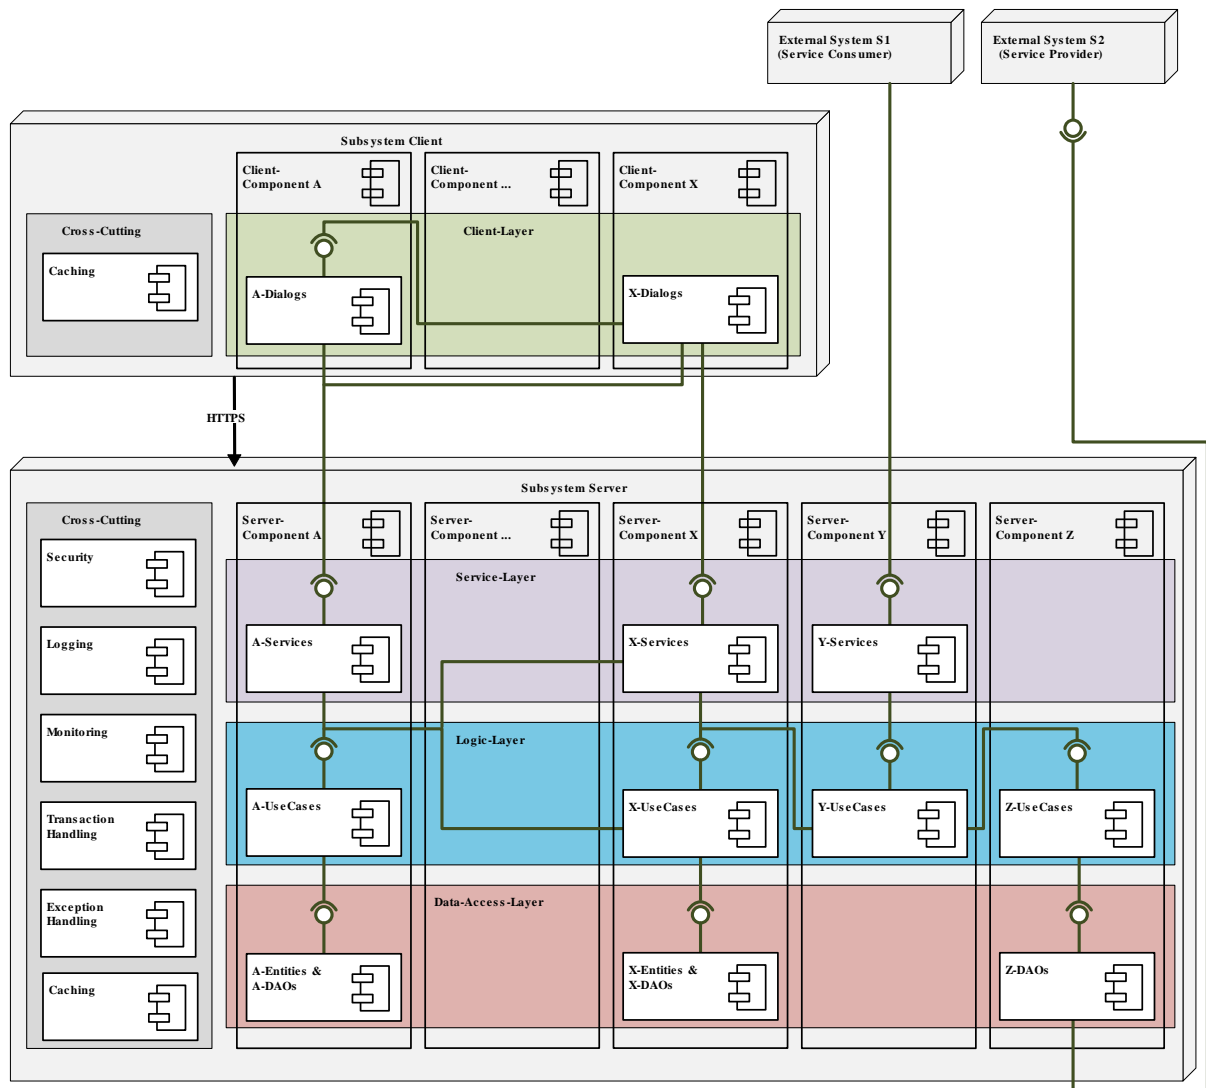 External System S1
(Service Consumer)
External System S2
(Service Provider)
Subsystem Client
Client-
Component A
Client-
Component ...
Client-
Component X
Cross-Cutting
Caching
Client-Layer
A-Dialogs
X-Dialogs
HTTPS
Subsystem Server
Cross-Cutting
Security
Logging
Monitoring
Transaction
Handling
Exception
Handling
Caching
Server-
Component A
Server-
Component ...
Server-
Component X
Server-
Component Y
Server-
Component Z
Service-Layer
A-Services
X-Services
Y-Services
Logic-Layer
A-UseCases
X-UseCases
Y-UseCases
Z-UseCases
Data-Access-Layer
A-Entities &
A-DAOs
X-Entities &
X-DAOs
Z-DAOs